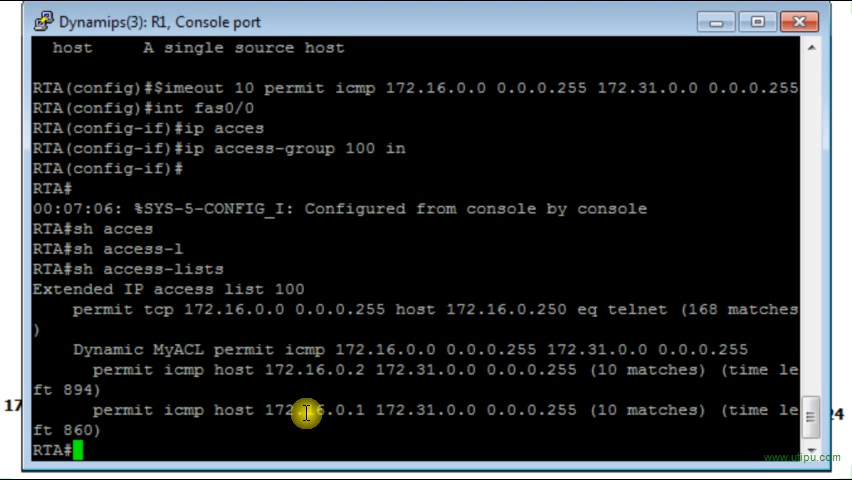 Dynamips(3): R1, Console port
host     A single source host
RTA(config)#$imeout 10 permit icmp 172.16.0.0 0.0.0.255 172.31.0.0 0.0.0.255
RTA(config)#int fas0/0
RTA(config-if)#ip acces
RTA(config-if)#ip access-group 100 in
RTA(config-if)#
RTA#
00:07:06: %SYS-5-CONFIG_I: Configured from console by console
RTA#sh acces
RTA#sh access-l
RTA#sh access-lists
Extended IP access list 100
permit tcp 172.16.0.0 0.0.0.255 host 172.16.0.250 eq telnet (168 matches
)
Dynamic MyACL permit icmp 172.16.0.0 0.0.0.255 172.31.0.0 0.0.0.255
permit icmp host 172.16.0.2 172.31.0.0 0.0.0.255 (10 matches) (time le
ft 894)
17
permit icmp host 172.16.0.1 172.31.0.0 0.0.0.255 (10 matches) (time le
24
ft 860)
RTA#
www.ufipu.com